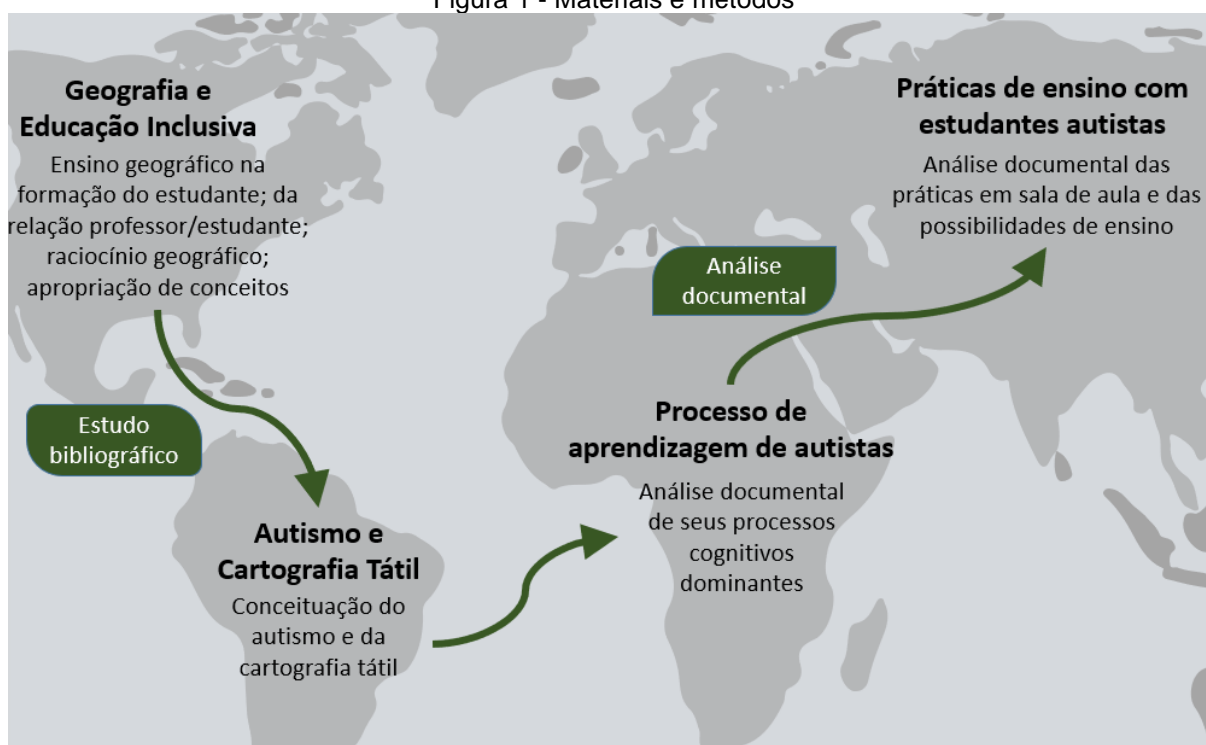 Figura 1 - Materiais e métodos
Geografia e
Educação Inclusiva
Ensino geográfico na
formação do estudante; da
relação professor/estudante;
raciocínio geográfico;
apropriação de conceitos
Estudo
bibliográfico
Autismo e
Cartografia Tátil
Conceituação do
autismo e da
cartografia tátil
Processo de
aprendizagem de autistas
Análise documental
de seus processos
cognitivos
dominantes
Análise
documental
Práticas de ensino com
estudantes autistas
Análise documental das
práticas em sala de aula e das
possibilidades de ensino